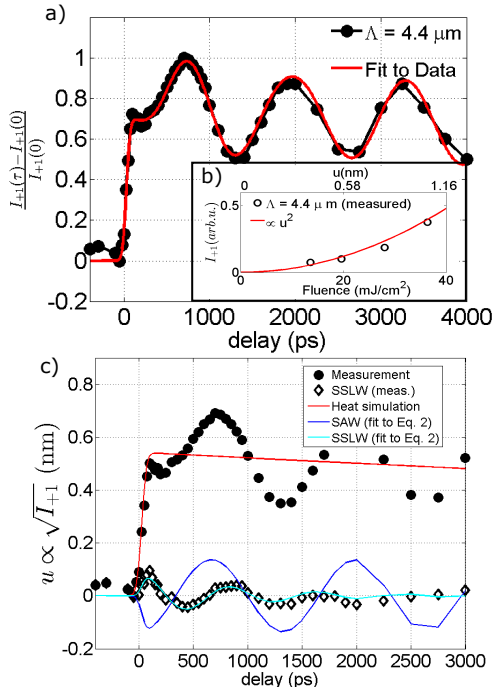 a)
1
0.8
0.6
0.4
0.2
0
-0.2
I₊₁(τ)−I₊₁(0)
I₊₁(0)
Λ = 4.4 μm
Fit to Data
b)
u(nm)
0 0.58 1.16
0.5
0
I₊₁(arb.u.)
Λ = 4.4 μ m (measured)
∝ u²
0 20 40
Fluence (mJ/cm²)
0 1000 2000 3000 4000
delay (ps)
c)
0.8
0.6
0.4
0.2
0
-0.2
u ∝ √I₊₁ (nm)
Measurement
SSLW (meas.)
Heat simulation
SAW (fit to Eq. 2)
SSLW (fit to Eq. 2)
0 500 1000 1500 2000 2500 3000
delay (ps)